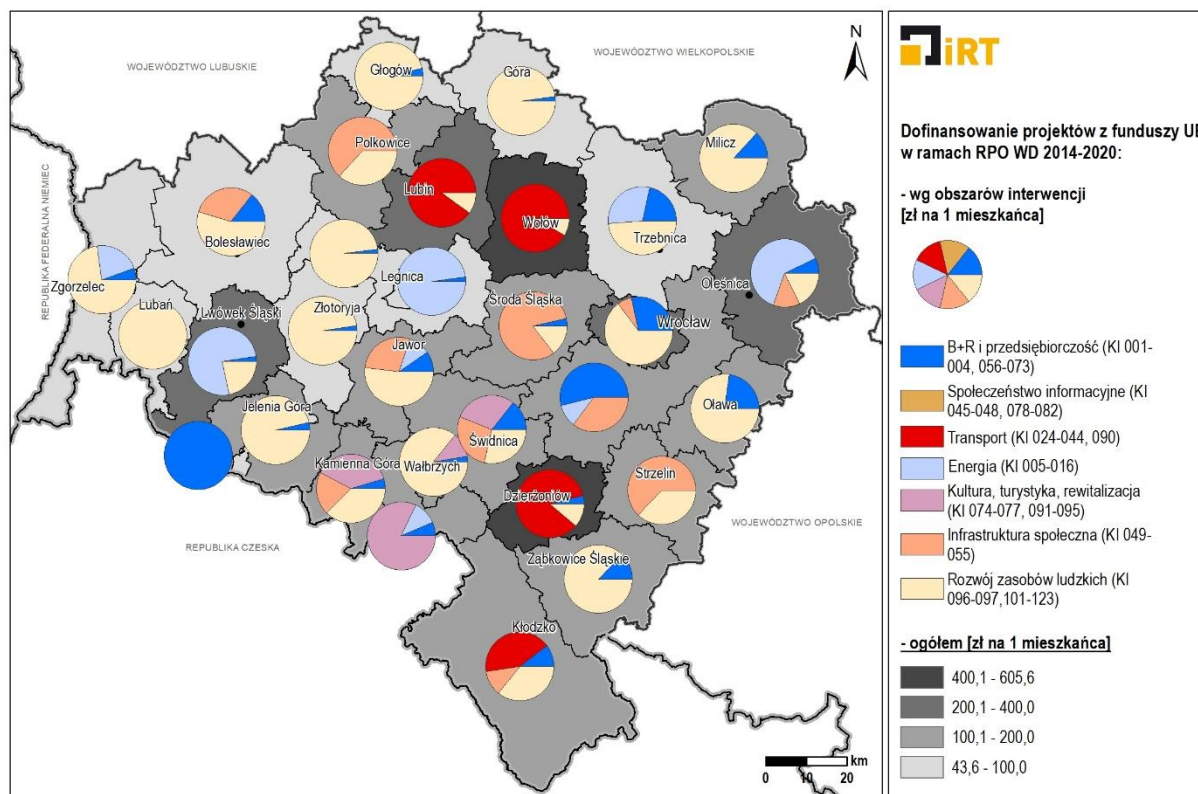 WOJEWÓDZTWO LUBUSKIE
WOJEWÓDZTWO WIELKOPOLSKIE
N
Głogów
Góra
Polkowice
Milicz
Lubin
Wołów
Bolesławiec
Trzebnica
REPUBLIKA FEDERALNA NIEMIEC
Zgorzelec
Legnica
Oleśnica
Lubań
Lwówek Śląski
Złotoryja
Środa Śląska
Wrocław
Jawor
Jelenia Góra
Oława
Świdnica
Kamienna Góra
Wałbrzych
Strzelin
Dzierżoniów
REPUBLIKA CZESKA
WOJEWÓDZTWO OPOLSKIE
Ząbkowice Śląskie
Kłodzko
km
0 10 20
iRT
Dofinansowanie projektów z funduszy UE
w ramach RPO WD 2014-2020:
- wg obszarów interwencji
[zł na 1 mieszkańca]
B+R i przedsiębiorczość (KI 001-
004, 056-073)
Społeczeństwo informacyjne (KI
045-048, 078-082)
Transport (KI 024-044, 090)
Energia (KI 005-016)
Kultura, turystyka, rewitalizacja
(KI 074-077, 091-095)
Infrastruktura społeczna (KI 049-
055)
Rozwój zasobów ludzkich (KI
096-097,101-123)
- ogółem [zł na 1 mieszkańca]
400,1 - 605,6
200,1 - 400,0
100,1 - 200,0
43,6 - 100,0